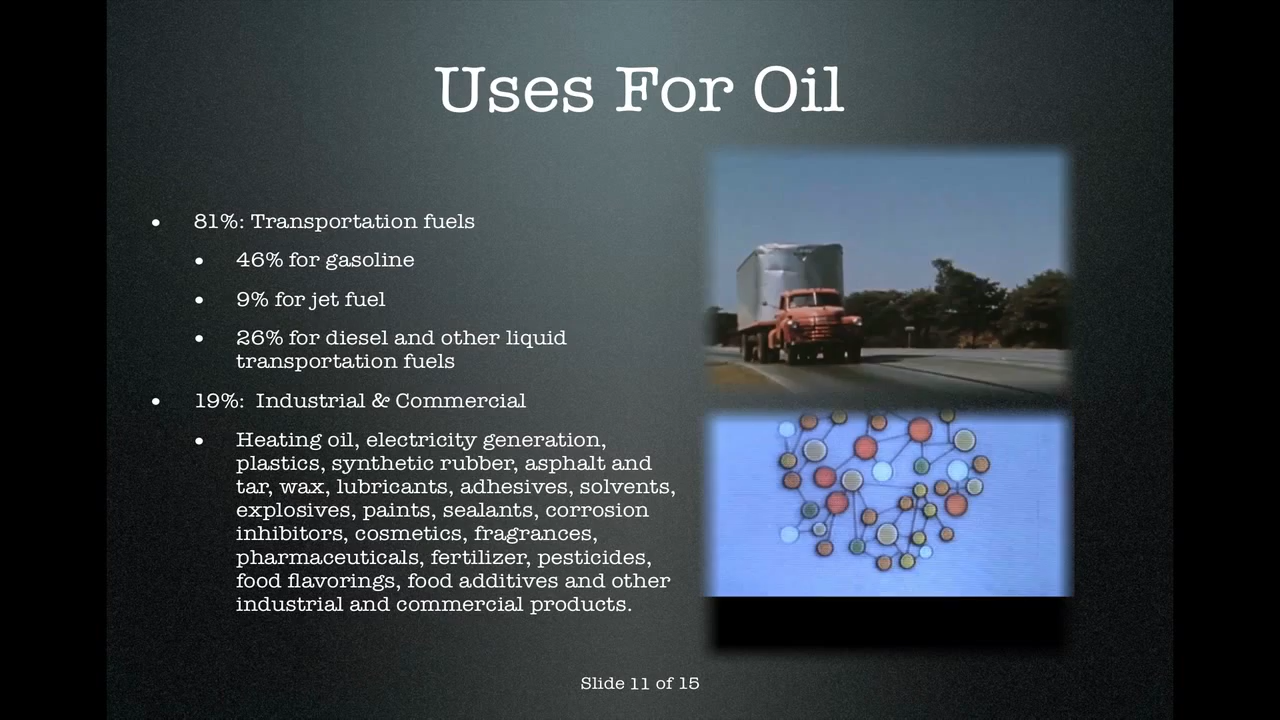 Uses For Oil
• 81%: Transportation fuels
• 46% for gasoline
• 9% for jet fuel
• 26% for diesel and other liquid
transportation fuels
• 19%:  Industrial & Commercial
• Heating oil, electricity generation,
plastics, synthetic rubber, asphalt and
tar, wax, lubricants, adhesives, solvents,
explosives, paints, sealants, corrosion
inhibitors, cosmetics, fragrances,
pharmaceuticals, fertilizer, pesticides,
food flavorings, food additives and other
industrial and commercial products.
Slide 11 of 15